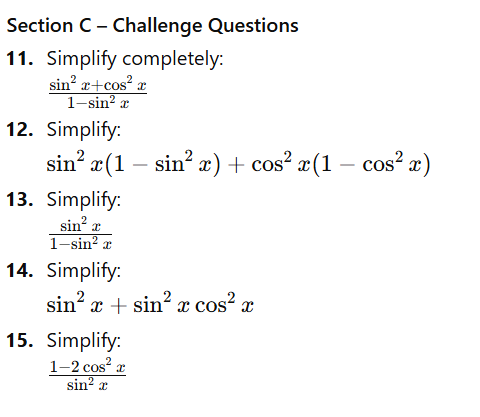 Section C – Challenge Questions
11. Simplify completely:
$\frac{\sin^2 x+\cos^2 x}{1-\sin^2 x}$
12. Simplify:
$\sin^2 x(1-\sin^2 x)+\cos^2 x(1-\cos^2 x)$
13. Simplify:
$\frac{\sin^2 x}{1-\sin^2 x}$
14. Simplify:
$\sin^2 x+\sin^2 x\cos^2 x$
15. Simplify:
$\frac{1-2\cos^2 x}{\sin^2 x}$